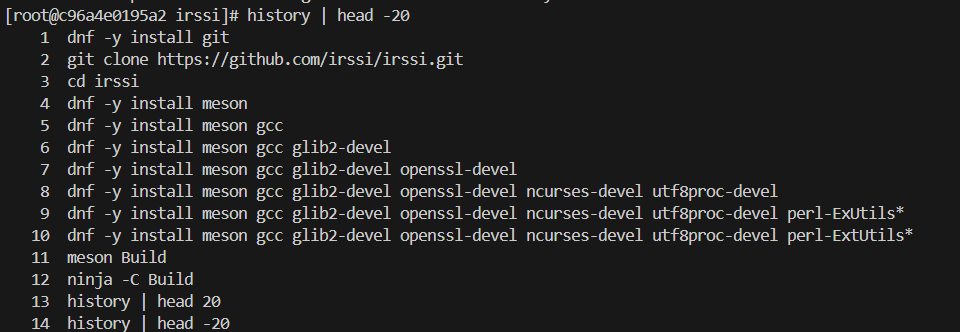 [root@c96a4e0195a2 irssi]# history | head -20
1 dnf -y install git
2 git clone https://github.com/irssi/irssi.git
3 cd irssi
4 dnf -y install meson
5 dnf -y install meson gcc
6 dnf -y install meson gcc glib2-devel
7 dnf -y install meson gcc glib2-devel openssl-devel
8 dnf -y install meson gcc glib2-devel openssl-devel ncurses-devel utf8proc-devel
9 dnf -y install meson gcc glib2-devel openssl-devel ncurses-devel utf8proc-devel perl-ExUtils*
10 dnf -y install meson gcc glib2-devel openssl-devel ncurses-devel utf8proc-devel perl-ExtUtils*
11 meson Build
12 ninja -C Build
13 history | head 20
14 history | head -20